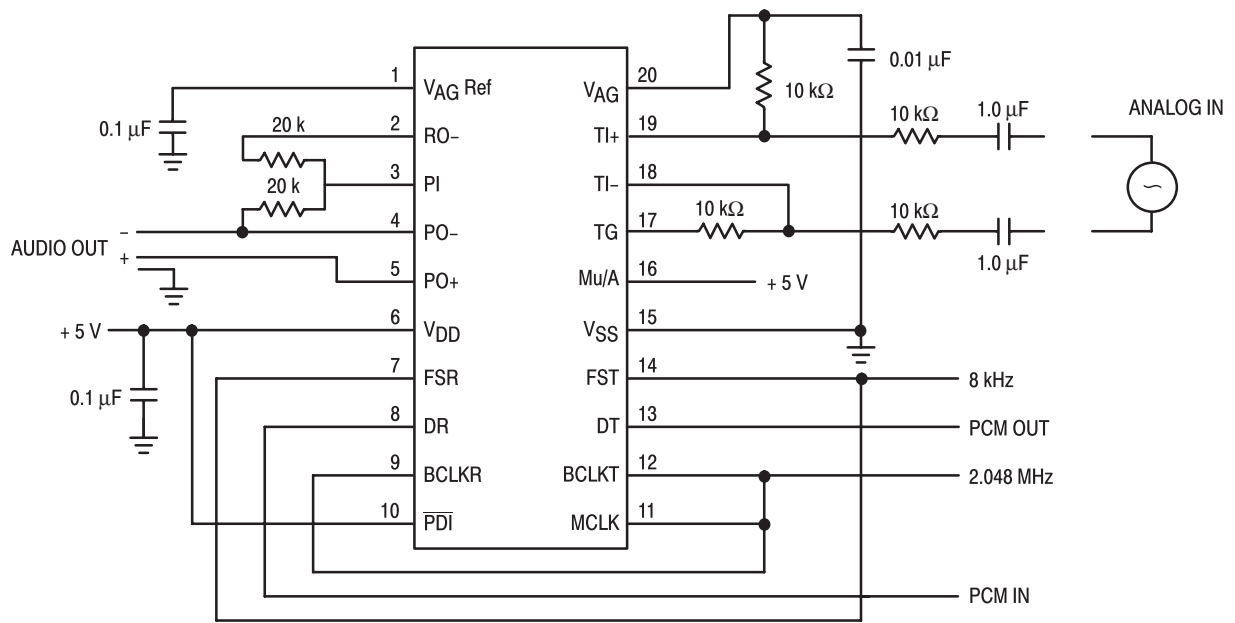 1
V_AG Ref
20
V_AG
0.01 µF
10 kΩ
0.1 µF
20 k
2
RO–
19
TI+
10 kΩ
1.0 µF
ANALOG IN
20 k
3
PI
18
TI–
10 kΩ
10 kΩ
1.0 µF
AUDIO OUT
–
+
4
PO–
17
TG
5
PO+
16
Mu/A
+ 5 V
+ 5 V
6
V_DD
15
V_SS
7
FSR
14
FST
8 kHz
0.1 µF
8
DR
13
DT
PCM OUT
9
BCLKR
12
BCLKT
2.048 MHz
10
PDI
11
MCLK
PCM IN